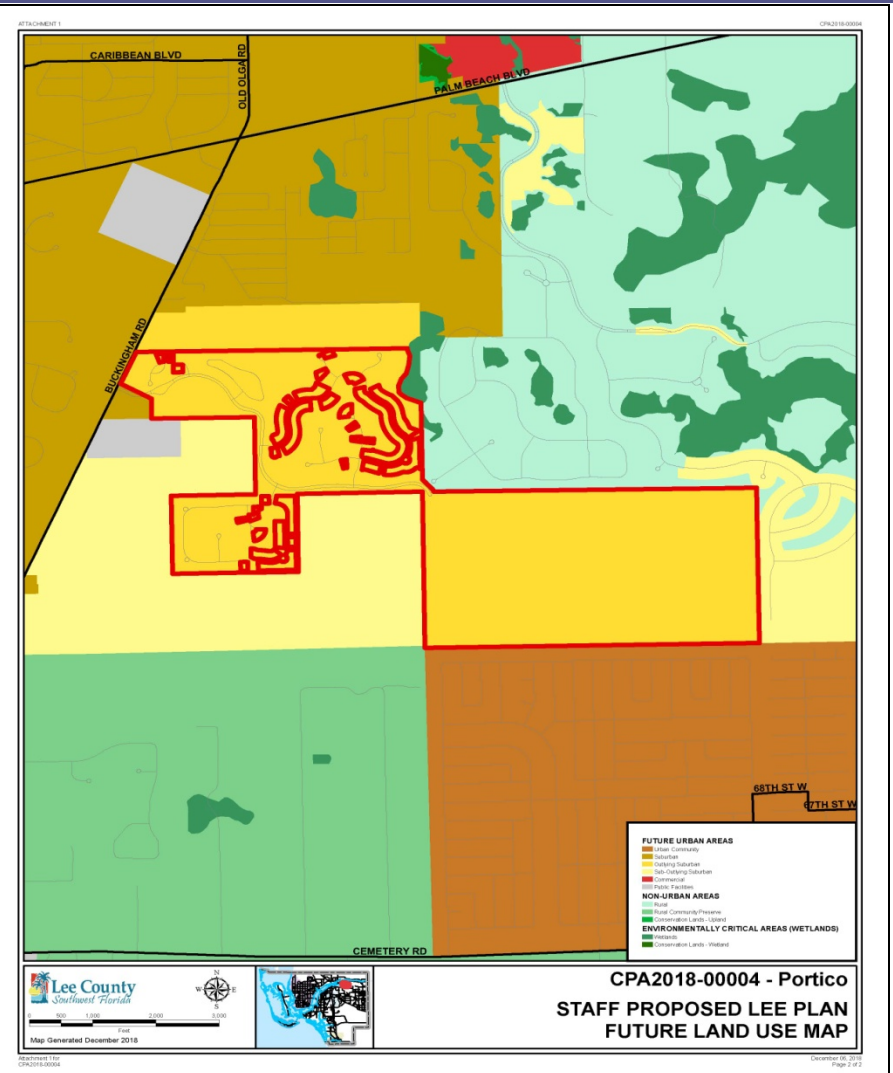 ATTACHMENT 1
CPA2018-00004
CARIBBEAN BLVD
OLD OLGA RD
PALM BEACH BLVD
BUCKINGHAM RD
68TH ST W
67TH ST W
FUTURE URBAN AREAS
Urban Community
Suburban
Outlying Suburban
Sub-Outlying Suburban
Commercial
Public Facilities
NON-URBAN AREAS
Rural
Rural Community Preserve
Conservation Lands - Upland
ENVIRONMENTALLY CRITICAL AREAS (WETLANDS)
Wetlands
Conservation Lands - Wetland
CEMETERY RD
Lee County
Southwest Florida
N
W E
S
0 500 1,000 2,000 3,000
Feet
Map Generated December 2018
CPA2018-00004 - Portico
STAFF PROPOSED LEE PLAN
FUTURE LAND USE MAP
Attachment 1 for
CPA2018-00004
December 06, 2018
Page 2 of 2